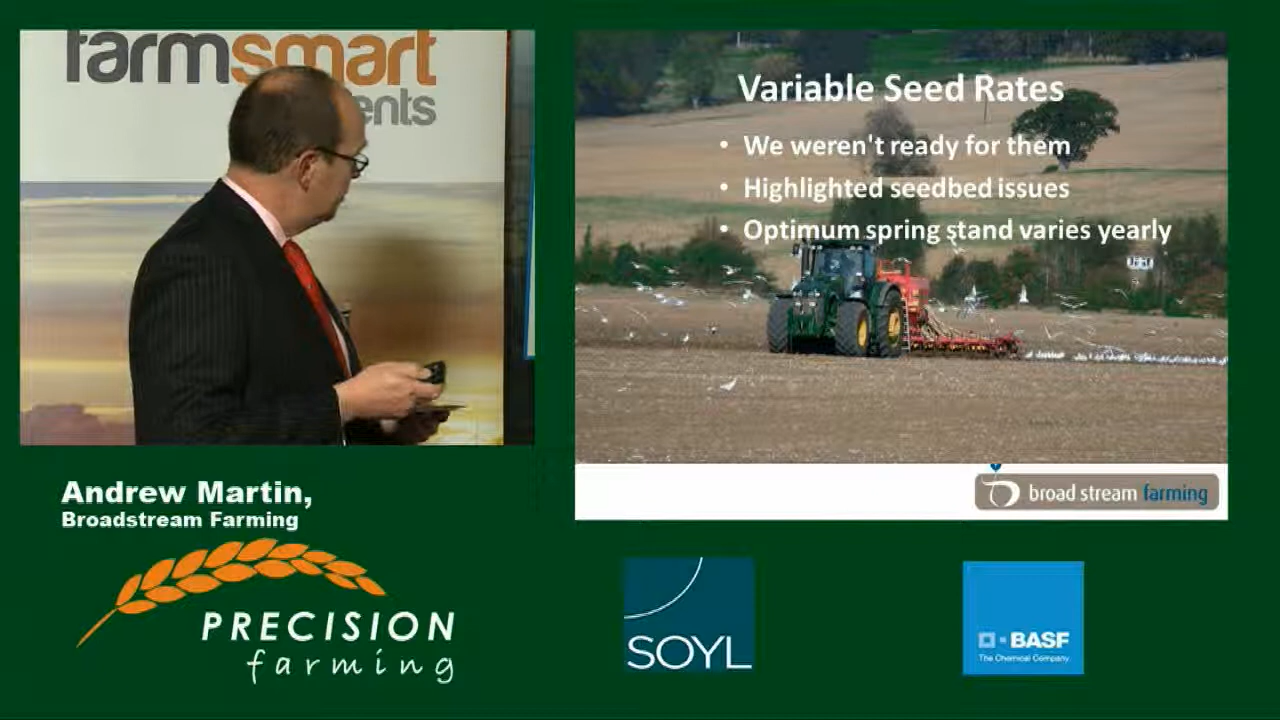 farmsmart
ents
Variable Seed Rates
• We weren't ready for them
• Highlighted seedbed issues
• Optimum spring stand varies yearly
broad stream farming
Andrew Martin,
Broadstream Farming
PRECISION
farming
SOYL
BASF
The Chemical Company